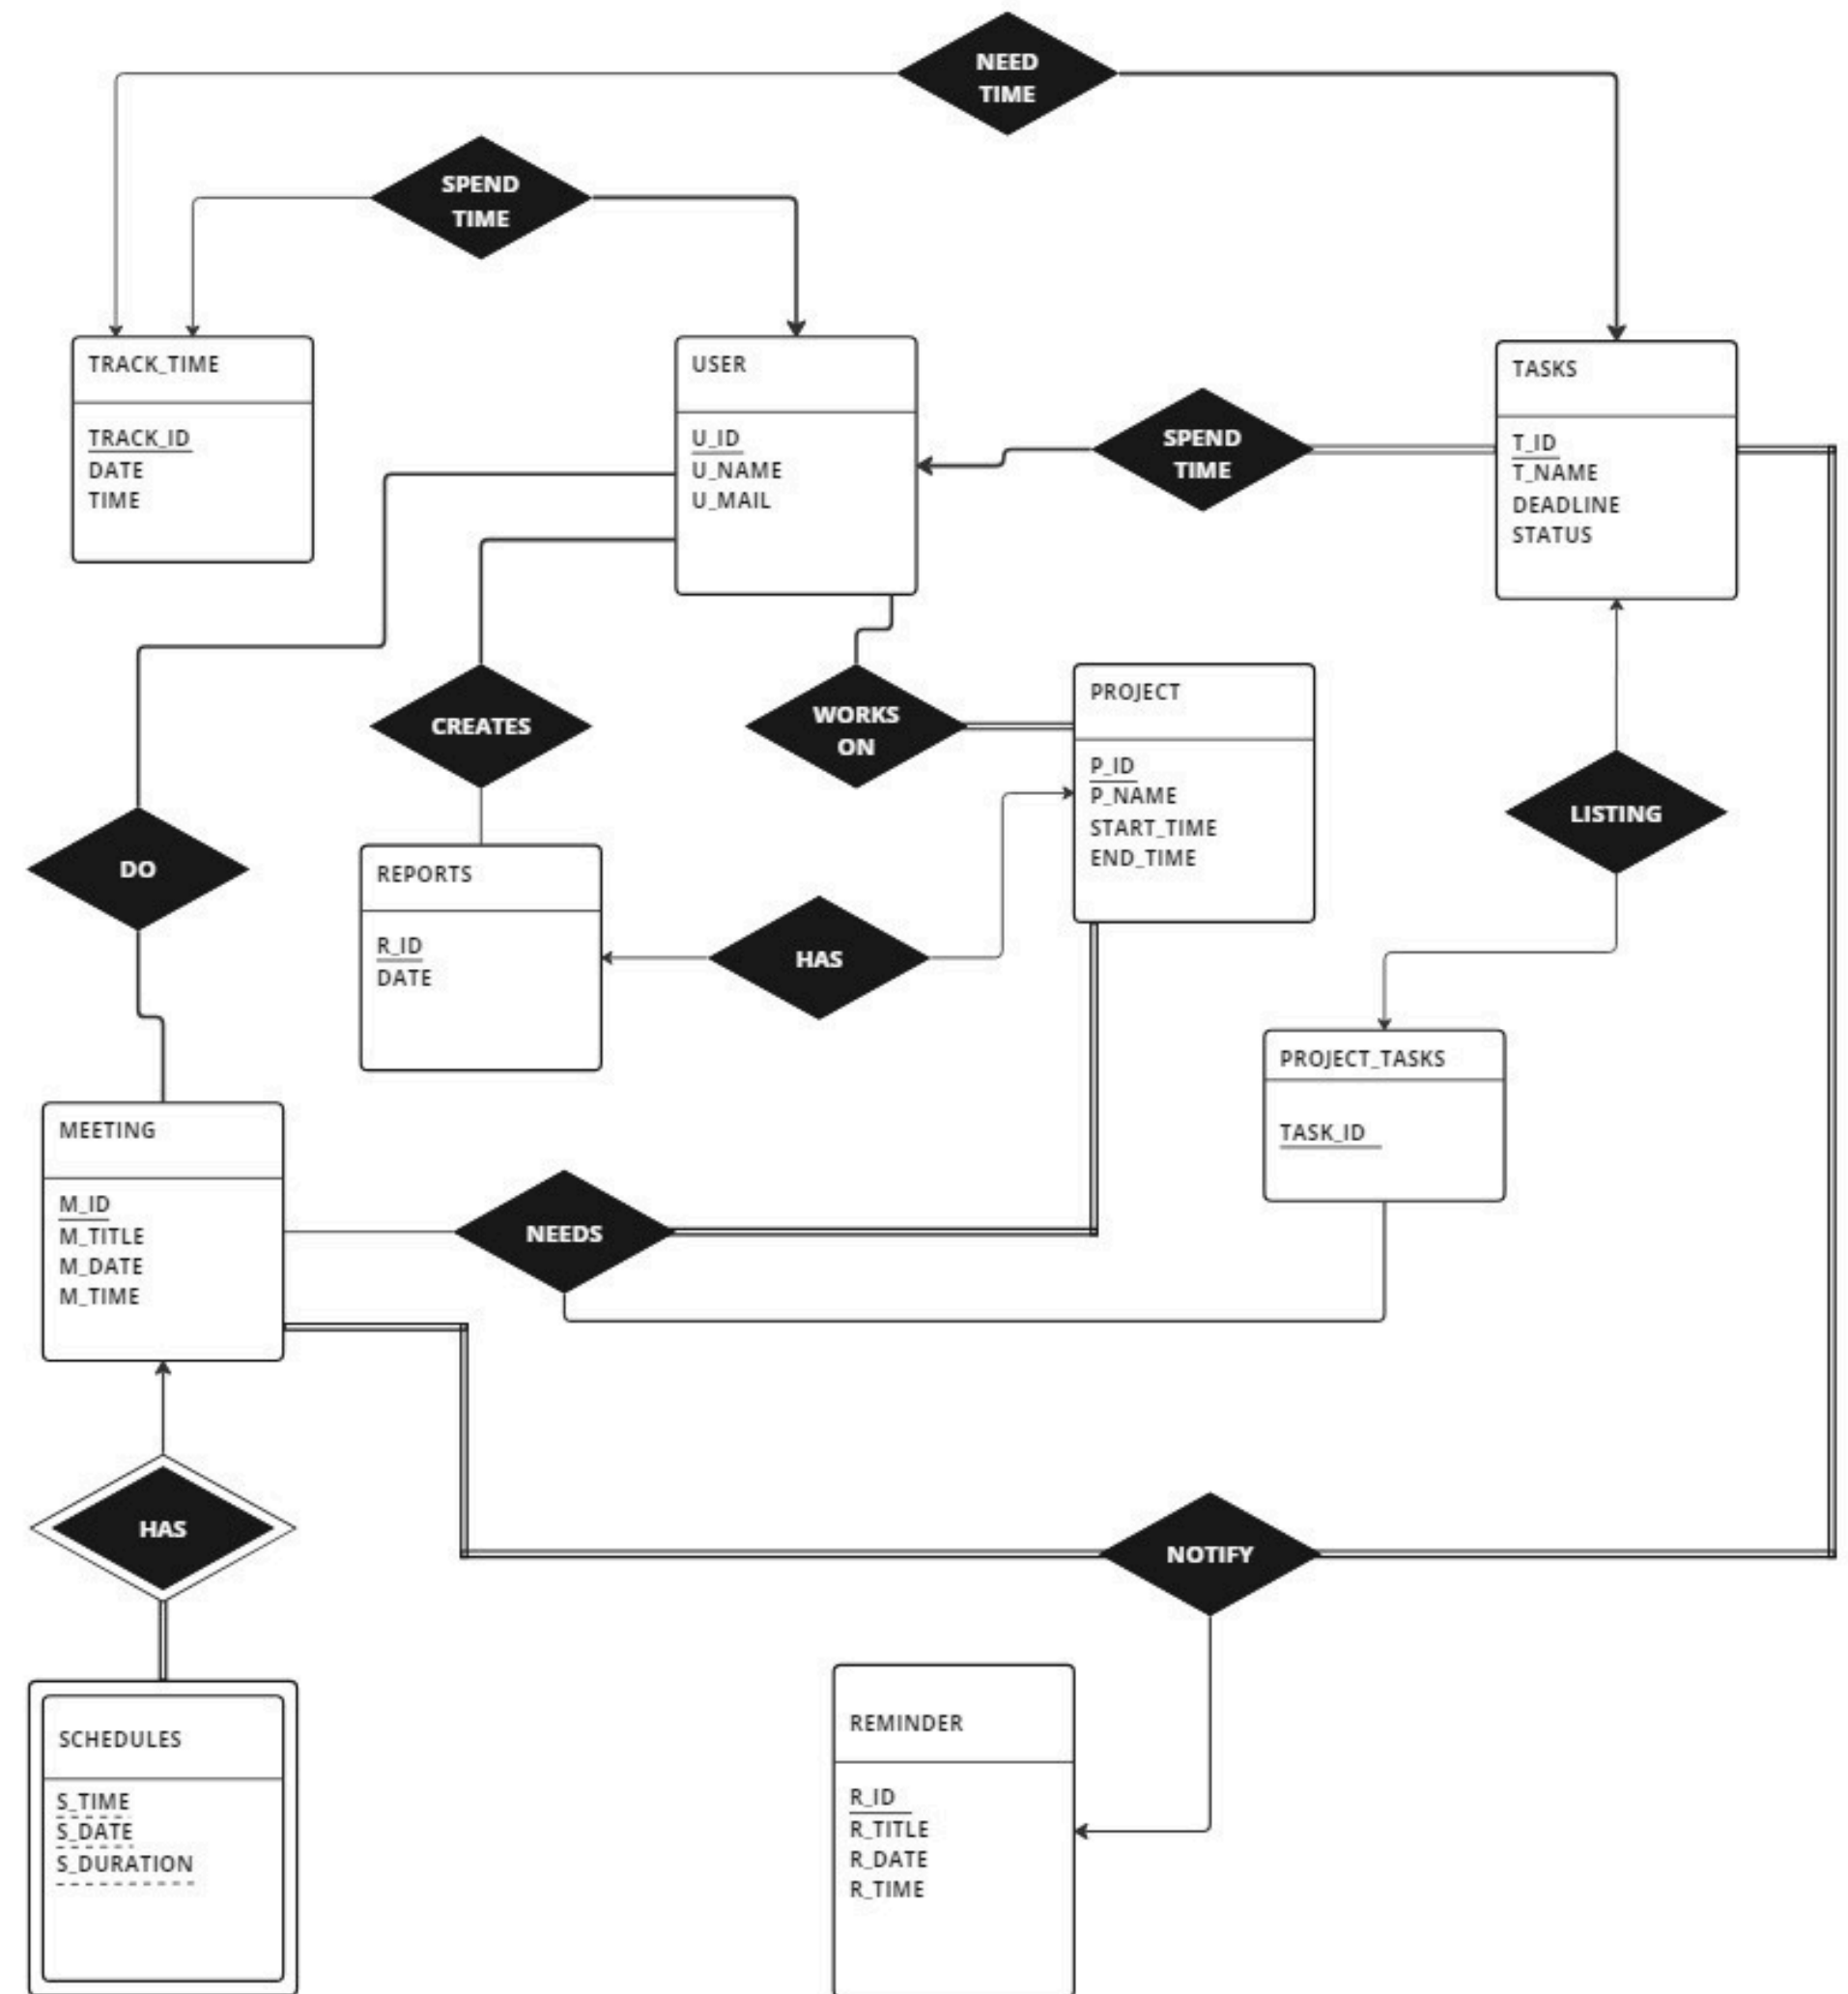 NEED
TIME
SPEND
TIME
TRACK_TIME
TRACK_ID
DATE
TIME
USER
U_ID
U_NAME
U_MAIL
SPEND
TIME
TASKS
T_ID
T_NAME
DEADLINE
STATUS
CREATES
WORKS
ON
PROJECT
P_ID
P_NAME
START_TIME
END_TIME
LISTING
DO
REPORTS
R_ID
DATE
HAS
PROJECT_TASKS
TASK_ID
MEETING
M_ID
M_TITLE
M_DATE
M_TIME
NEEDS
HAS
NOTIFY
SCHEDULES
S_TIME
S_DATE
S_DURATION
REMINDER
R_ID
R_TITLE
R_DATE
R_TIME